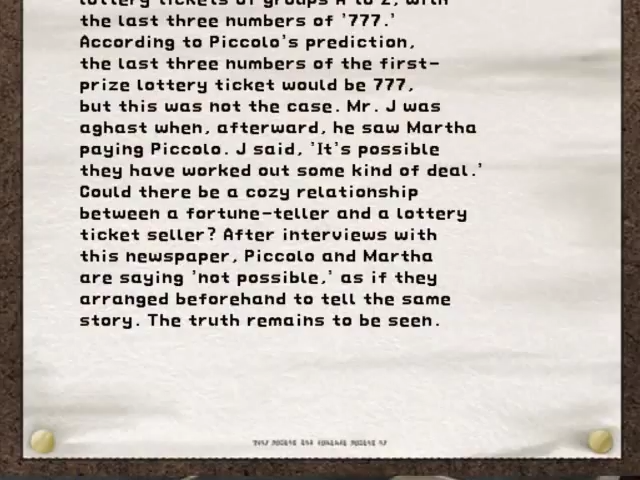 lottery tickets of groups A to Z, with
the last three numbers of '777.'
According to Piccolo's prediction,
the last three numbers of the first-
prize lottery ticket would be 777,
but this was not the case. Mr. J was
aghast when, afterward, he saw Martha
paying Piccolo. J said, 'It's possible
they have worked out some kind of deal.'
Could there be a cozy relationship
between a fortune-teller and a lottery
ticket seller? After interviews with
this newspaper, Piccolo and Martha
are saying 'not possible,' as if they
arranged beforehand to tell the same
story. The truth remains to be seen.